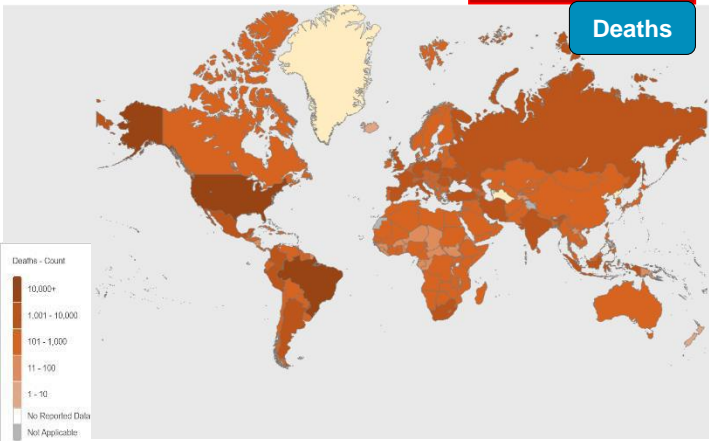 Deaths
Deaths - Count
10,000+
1,001 - 10,000
101 - 1,000
11 - 100
1 - 10
No Reported Data
Not Applicable